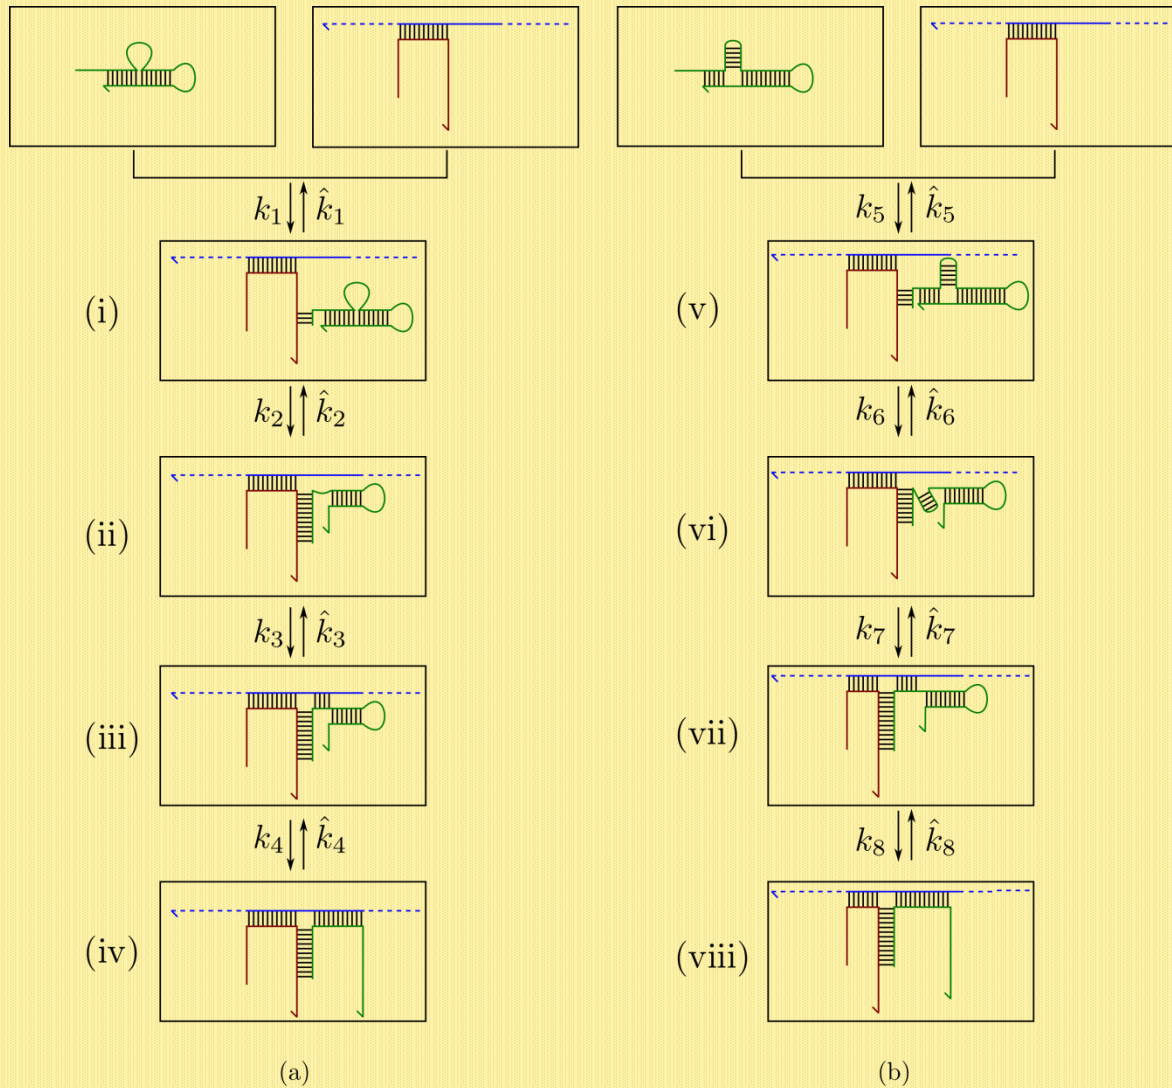 k₁ k̂₁ k₅ k̂₅
(i) (v)
k₂ k̂₂ k₆ k̂₆
(ii) (vi)
k₃ k̂₃ k₇ k̂₇
(iii) (vii)
k₄ k̂₄ k₈ k̂₈
(iv) (viii)
(a) (b)